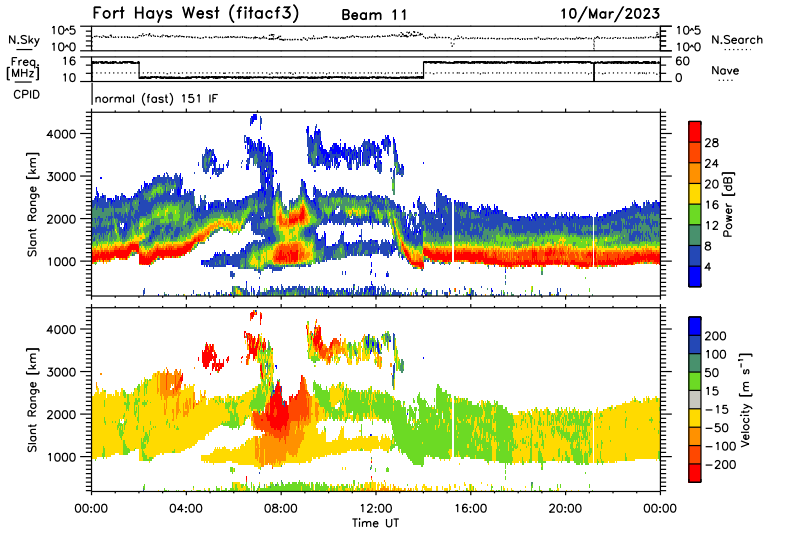 Fort Hays West (fitacf3) Beam 11 10/Mar/2023
N.Sky 10^5 10^0 10^5 10^0 N.Search
Freq. [MHz] 16 10 60 0 Nave
CPID normal (fast) 151 IF
Slant Range [km] 4000 3000 2000 1000
Power [dB] 28 24 20 16 12 8 4
Slant Range [km] 4000 3000 2000 1000
Velocity [m s⁻¹] 200 100 50 15 -15 -50 -100 -200
00:00 04:00 08:00 12:00 16:00 20:00 00:00
Time UT